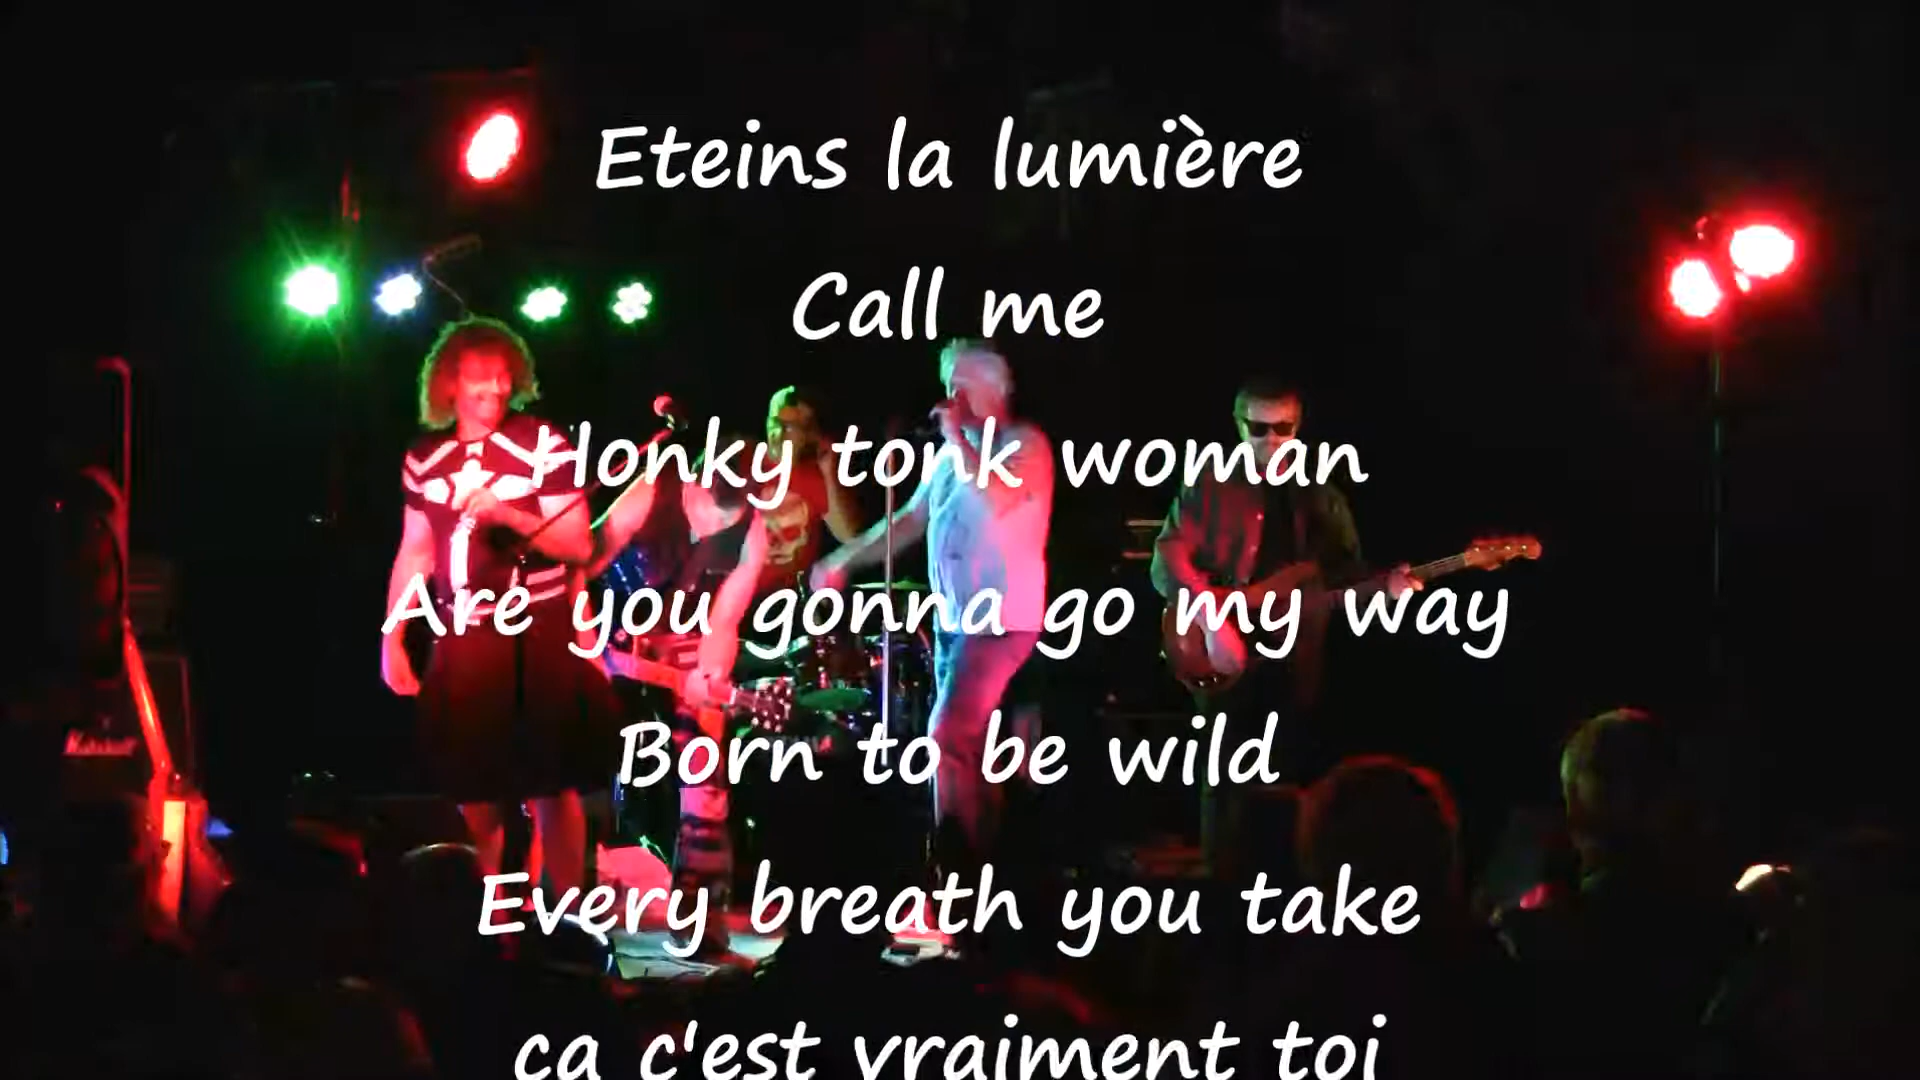 Eteins la lumière
Call me
Honky tonk woman
Are you gonna go my way
Born to be wild
Every breath you take
ça c'est vraiment toi
Marshall